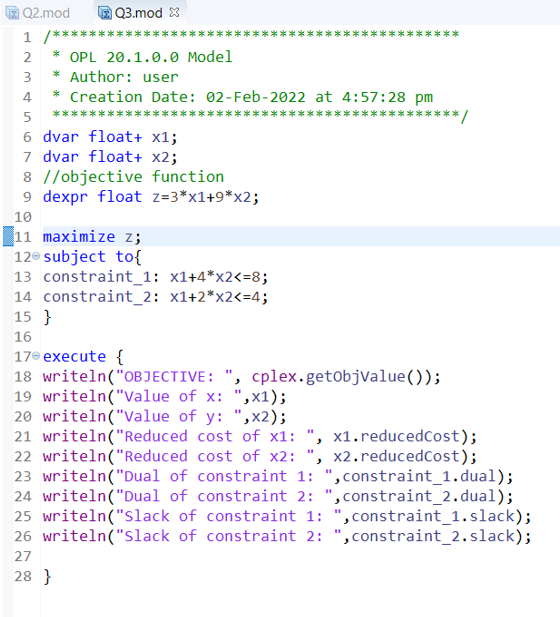 Q2.mod Q3.mod
1 /*********************************************
2 * OPL 20.1.0.0 Model
3 * Author: user
4 * Creation Date: 02-Feb-2022 at 4:57:28 pm
5 *********************************************/
6 dvar float+ x1;
7 dvar float+ x2;
8 //objective function
9 dexpr float z=3*x1+9*x2;
10
11 maximize z;
12 subject to{
13 constraint_1: x1+4*x2<=8;
14 constraint_2: x1+2*x2<=4;
15 }
16
17 execute {
18 writeln("OBJECTIVE: ", cplex.getObjValue());
19 writeln("Value of x: ",x1);
20 writeln("Value of y: ",x2);
21 writeln("Reduced cost of x1: ", x1.reducedCost);
22 writeln("Reduced cost of x2: ", x2.reducedCost);
23 writeln("Dual of constraint 1: ",constraint_1.dual);
24 writeln("Dual of constraint 2: ",constraint_2.dual);
25 writeln("Slack of constraint 1: ",constraint_1.slack);
26 writeln("Slack of constraint 2: ",constraint_2.slack);
27
28 }